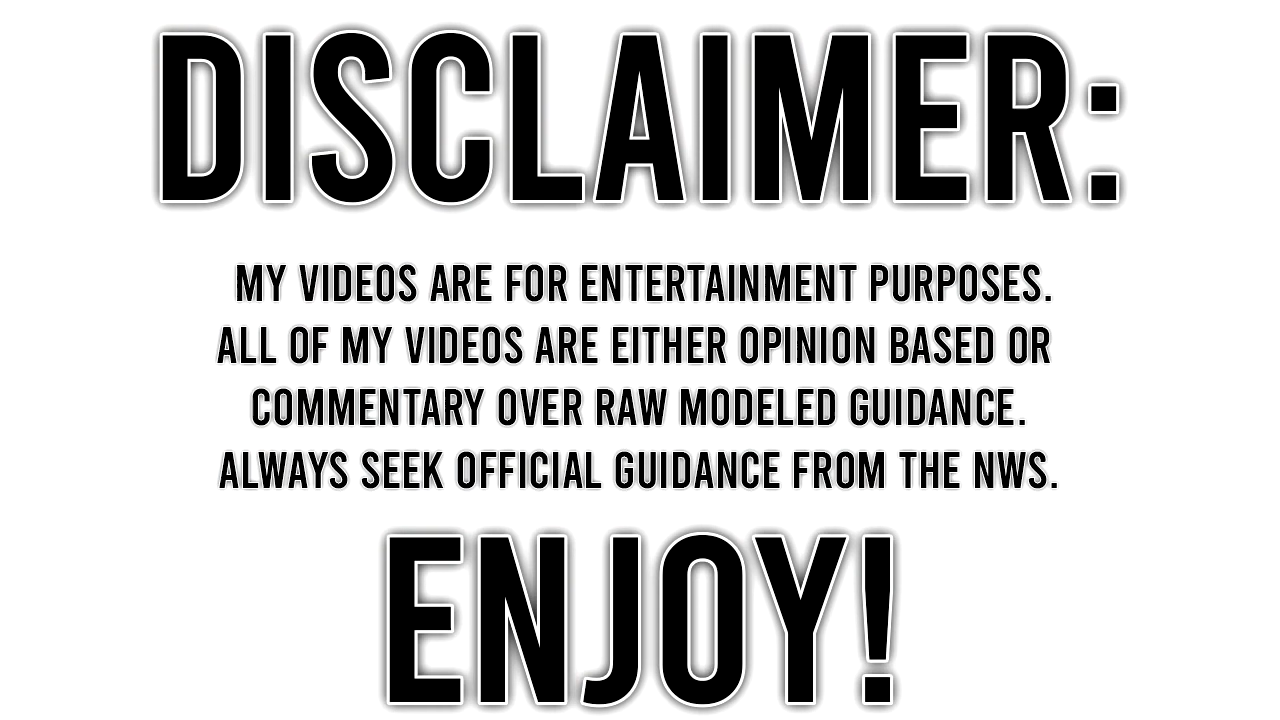 DISCLAIMER:
MY VIDEOS ARE FOR ENTERTAINMENT PURPOSES.
ALL OF MY VIDEOS ARE EITHER OPINION BASED OR
COMMENTARY OVER RAW MODELED GUIDANCE.
ALWAYS SEEK OFFICIAL GUIDANCE FROM THE NWS.
ENJOY!